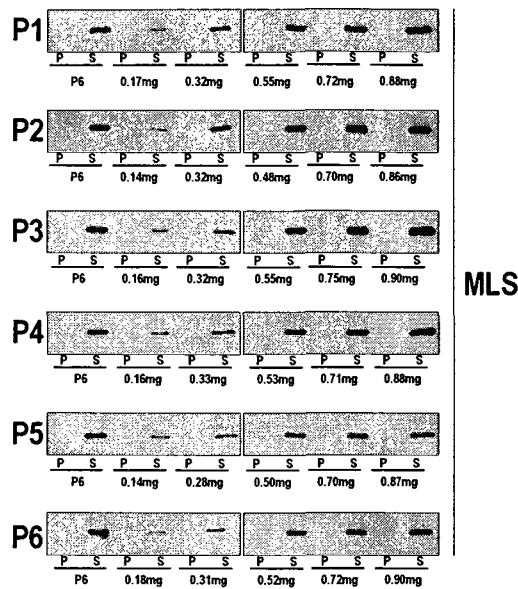 P1
P S P S P S P S P S P S
P6 0.17mg 0.32mg 0.55mg 0.72mg 0.88mg
P2
P S P S P S P S P S P S
P6 0.14mg 0.32mg 0.48mg 0.70mg 0.86mg
P3
P S P S P S P S P S P S
P6 0.16mg 0.32mg 0.55mg 0.75mg 0.90mg
MLS
P4
P S P S P S P S P S P S
P6 0.16mg 0.33mg 0.53mg 0.71mg 0.88mg
P5
P S P S P S P S P S P S
P6 0.14mg 0.28mg 0.50mg 0.70mg 0.87mg
P6
P S P S P S P S P S P S
P6 0.18mg 0.31mg 0.52mg 0.72mg 0.90mg